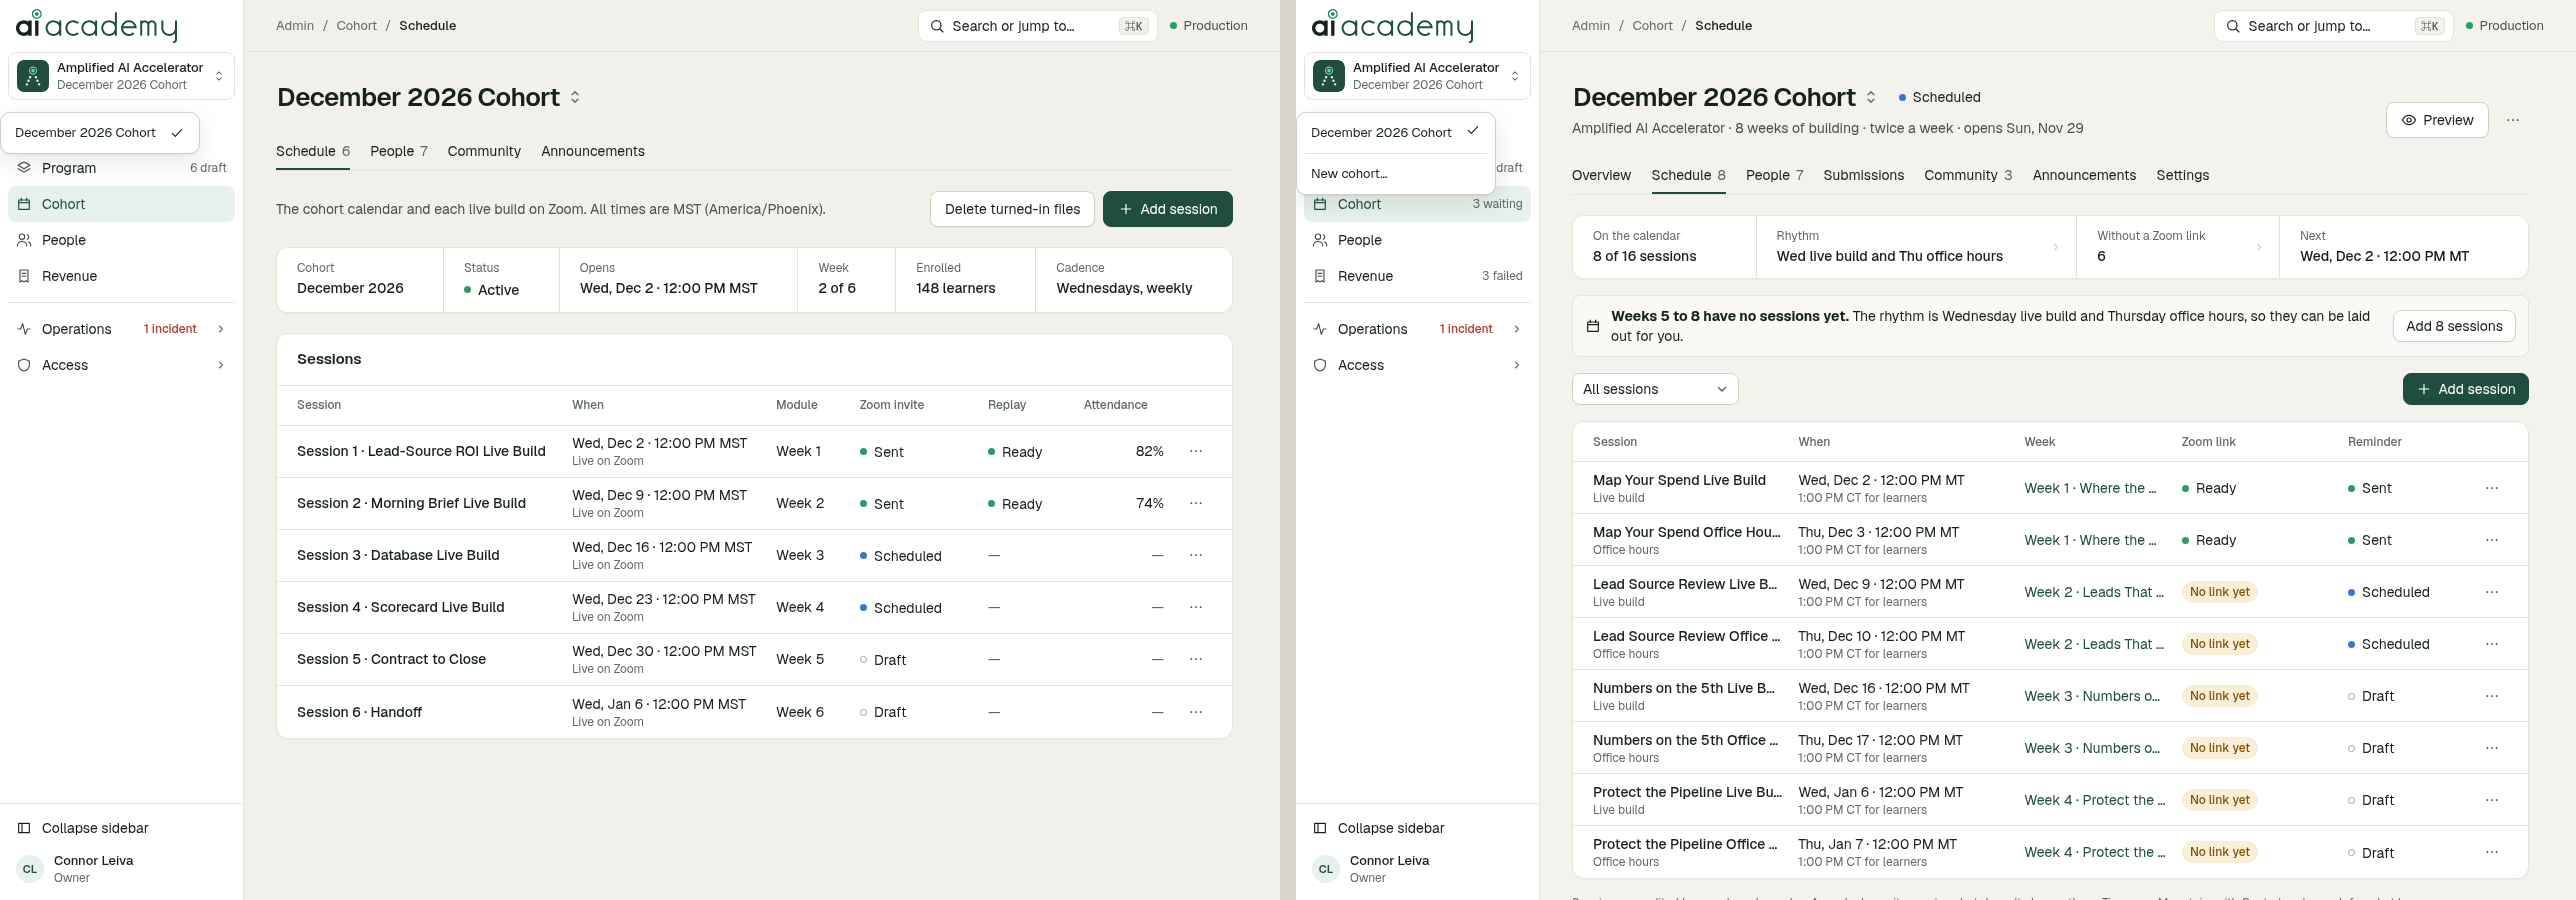 ai academy
Amplified AI Accelerator
December 2026 Cohort
December 2026 Cohort
Program 6 draft
Cohort
People
Revenue
Operations 1 incident
Access
Collapse sidebar
CL
Connor Leiva
Owner
Admin / Cohort / Schedule
Search or jump to... ⌘K
Production
December 2026 Cohort
Schedule 6 People 7 Community Announcements
The cohort calendar and each live build on Zoom. All times are MST (America/Phoenix).
Delete turned-in files
Add session
Cohort Status Opens Week Enrolled Cadence
December 2026 Active Wed, Dec 2 · 12:00 PM MST 2 of 6 148 learners Wednesdays, weekly
Sessions
Session When Module Zoom invite Replay Attendance
Session 1 · Lead-Source ROI Live Build Wed, Dec 2 · 12:00 PM MST Week 1 Sent Ready 82% ...
Live on Zoom
Session 2 · Morning Brief Live Build Wed, Dec 9 · 12:00 PM MST Week 2 Sent Ready 74% ...
Live on Zoom
Session 3 · Database Live Build Wed, Dec 16 · 12:00 PM MST Week 3 Scheduled — — ...
Live on Zoom
Session 4 · Scorecard Live Build Wed, Dec 23 · 12:00 PM MST Week 4 Scheduled — — ...
Live on Zoom
Session 5 · Contract to Close Wed, Dec 30 · 12:00 PM MST Week 5 Draft — — ...
Live on Zoom
Session 6 · Handoff Wed, Jan 6 · 12:00 PM MST Week 6 Draft — — ...
Live on Zoom
ai academy
Amplified AI Accelerator
December 2026 Cohort
December 2026 Cohort
New cohort...
draft
Cohort 3 waiting
People
Revenue 3 failed
Operations 1 incident
Access
Collapse sidebar
CL
Connor Leiva
Owner
Admin / Cohort / Schedule
Search or jump to... ⌘K
Production
December 2026 Cohort Scheduled
Amplified AI Accelerator · 8 weeks of building · twice a week · opens Sun, Nov 29
Preview ...
Overview Schedule 8 People 7 Submissions Community 3 Announcements Settings
On the calendar Rhythm Without a Zoom link Next
8 of 16 sessions Wed live build and Thu office hours 6 Wed, Dec 2 · 12:00 PM MT
Weeks 5 to 8 have no sessions yet. The rhythm is Wednesday live build and Thursday office hours, so they can be laid
out for you.
Add 8 sessions
All sessions
Add session
Session When Week Zoom link Reminder
Map Your Spend Live Build Wed, Dec 2 · 12:00 PM MT Week 1 · Where the ... Ready Sent ...
Live build 1:00 PM CT for learners
Map Your Spend Office Hou... Thu, Dec 3 · 12:00 PM MT Week 1 · Where the ... Ready Sent ...
Office hours 1:00 PM CT for learners
Lead Source Review Live B... Wed, Dec 9 · 12:00 PM MT Week 2 · Leads That ... No link yet Scheduled ...
Live build 1:00 PM CT for learners
Lead Source Review Office ... Thu, Dec 10 · 12:00 PM MT Week 2 · Leads That ... No link yet Scheduled ...
Office hours 1:00 PM CT for learners
Numbers on the 5th Live B... Wed, Dec 16 · 12:00 PM MT Week 3 · Numbers o... No link yet Draft ...
Live build 1:00 PM CT for learners
Numbers on the 5th Office ... Thu, Dec 17 · 12:00 PM MT Week 3 · Numbers o... No link yet Draft ...
Office hours 1:00 PM CT for learners
Protect the Pipeline Live Bu... Wed, Jan 6 · 12:00 PM MT Week 4 · Protect the ... No link yet Draft ...
Live build 1:00 PM CT for learners
Protect the Pipeline Office ... Thu, Jan 7 · 12:00 PM MT Week 4 · Protect the ... No link yet Draft ...
Office hours 1:00 PM CT for learners